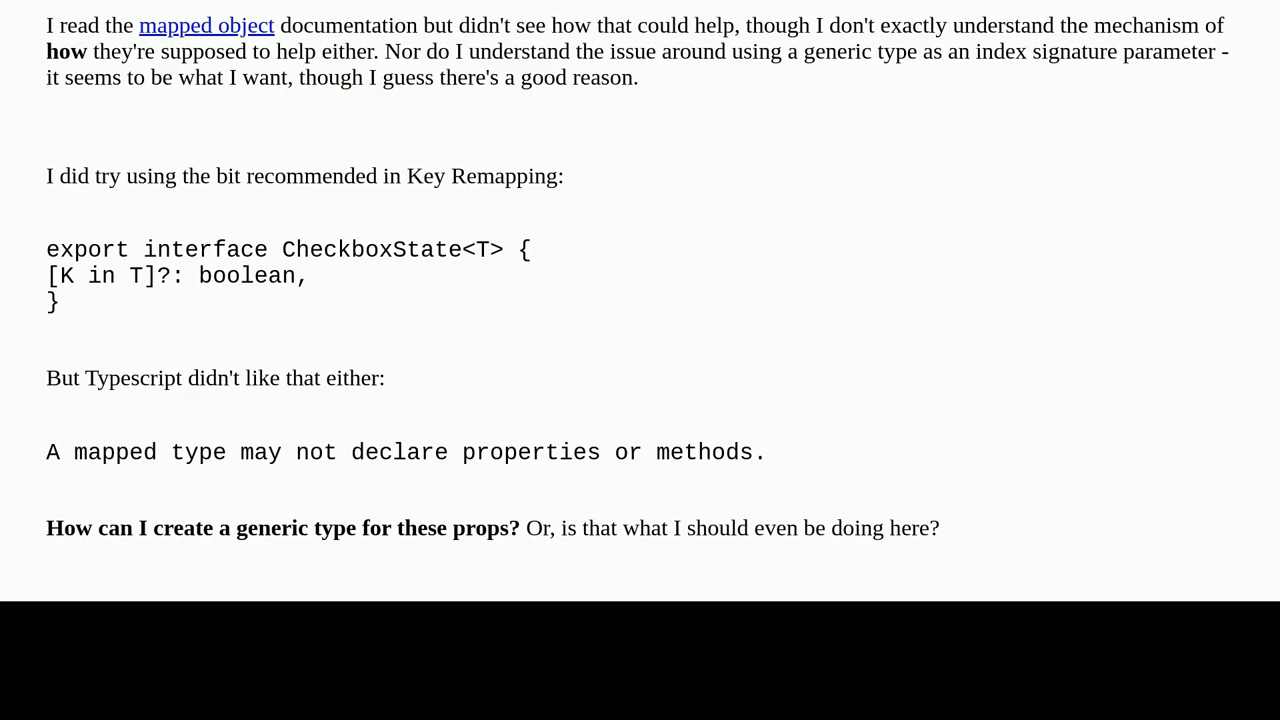 I read the mapped object documentation but didn't see how that could help, though I don't exactly understand the mechanism of
how they're supposed to help either. Nor do I understand the issue around using a generic type as an index signature parameter -
it seems to be what I want, though I guess there's a good reason.
I did try using the bit recommended in Key Remapping:
export interface CheckboxState<T> {
[K in T]?: boolean,
}
But Typescript didn't like that either:
A mapped type may not declare properties or methods.
How can I create a generic type for these props? Or, is that what I should even be doing here?